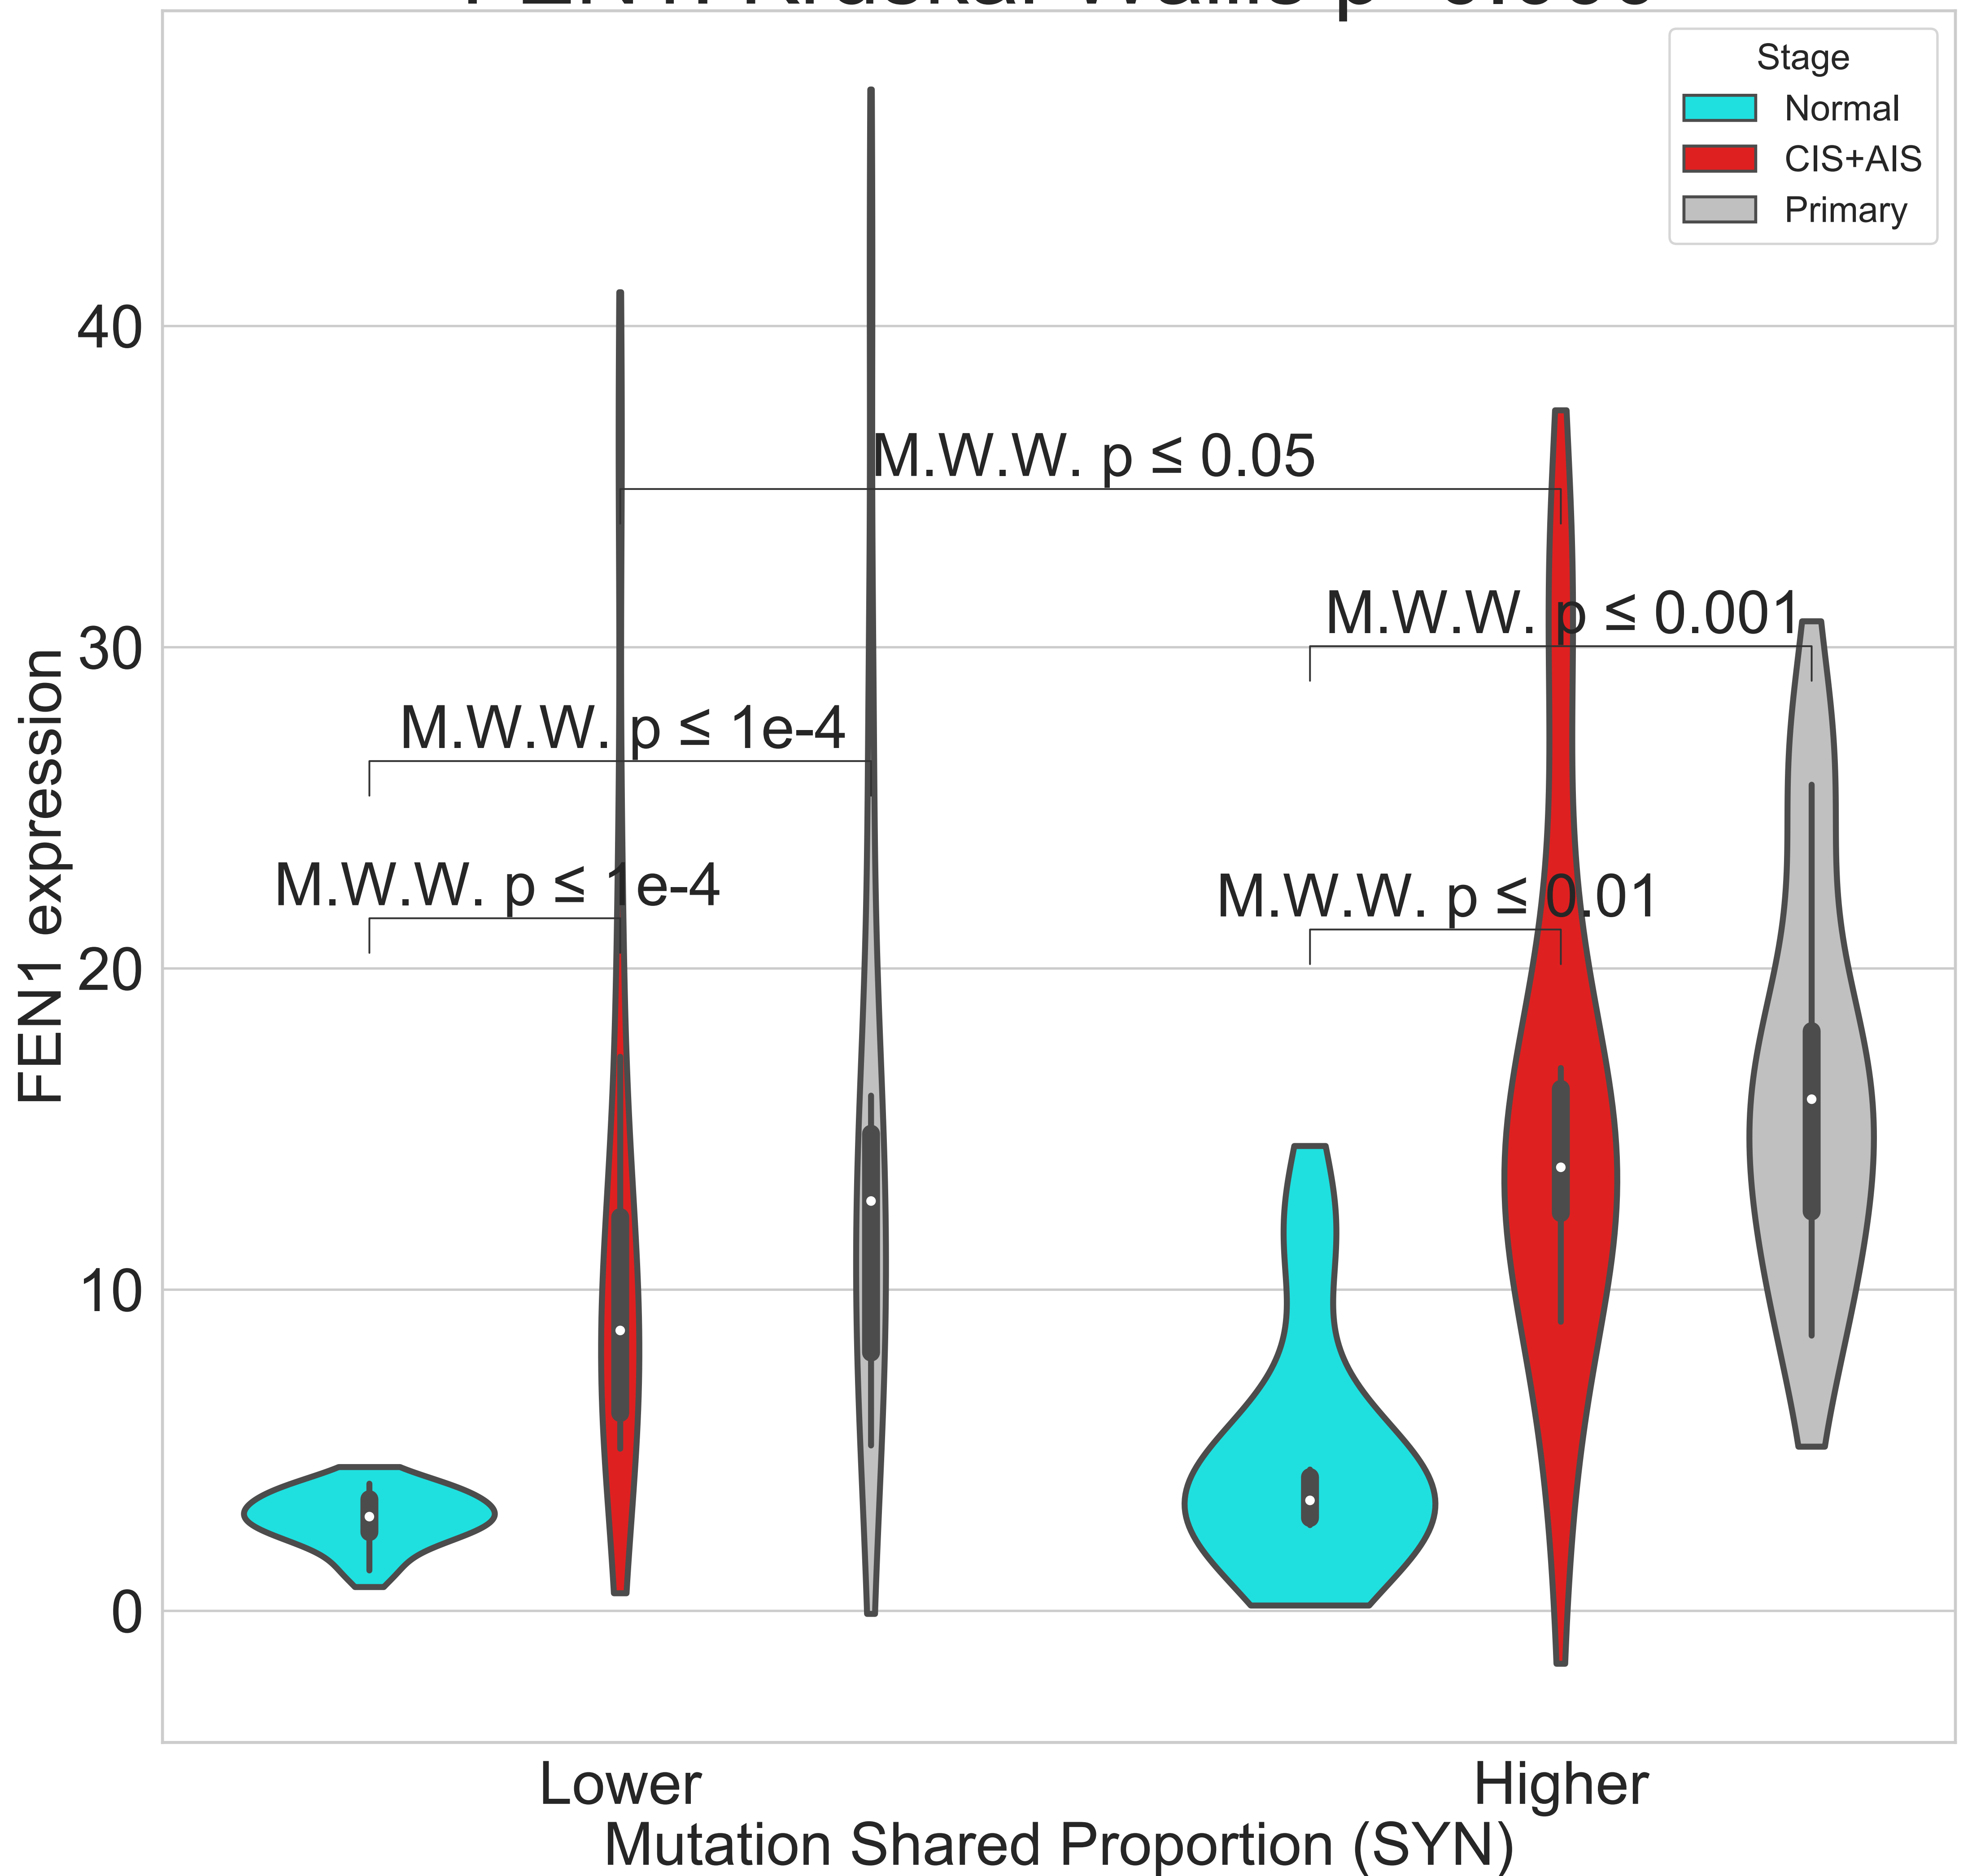 Stage
Normal
CIS+AIS
Primary
M.W.W. p ≤ 0.05
M.W.W. p ≤ 0.001
M.W.W. p ≤ 1e-4
M.W.W. p ≤ 1e-4
M.W.W. p ≤ 0.01
40
30
20
10
0
FEN1 expression
Lower
Higher
Mutation Shared Proportion (SYN)